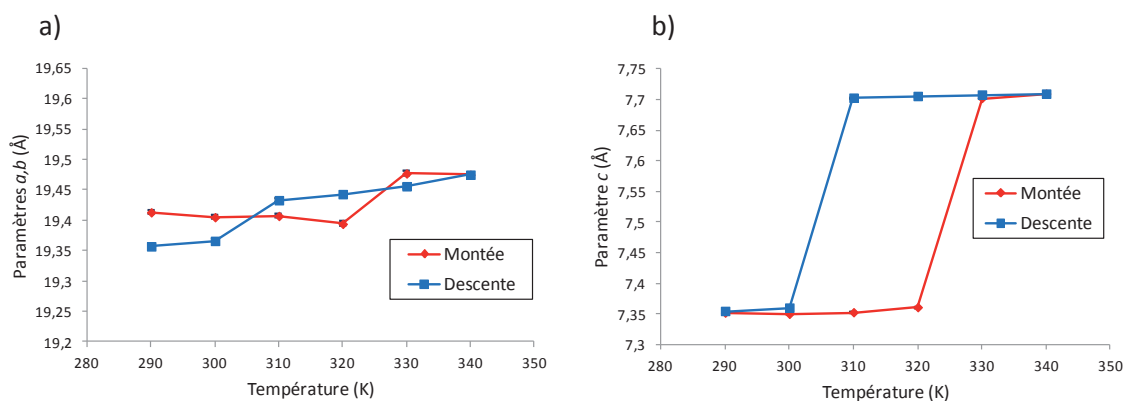 a)
19,65
19,6
19,55
19,5
19,45
19,4
19,35
19,3
19,25
19,2
280 290 300 310 320 330 340 350
Paramètres a,b (Å)
Température (K)
Montée
Descente
b)
7,75
7,7
7,65
7,6
7,55
7,5
7,45
7,4
7,35
7,3
280 290 300 310 320 330 340 350
Paramètre c (Å)
Température (K)
Montée
Descente